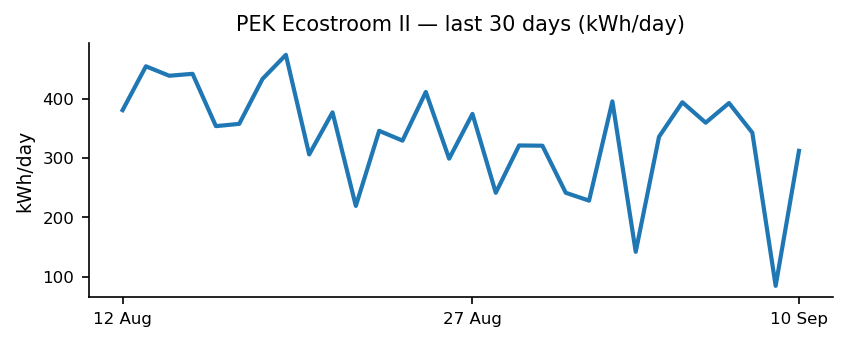 PEK Ecostroom II — last 30 days (kWh/day)
kWh/day
400
300
200
100
12 Aug
27 Aug
10 Sep